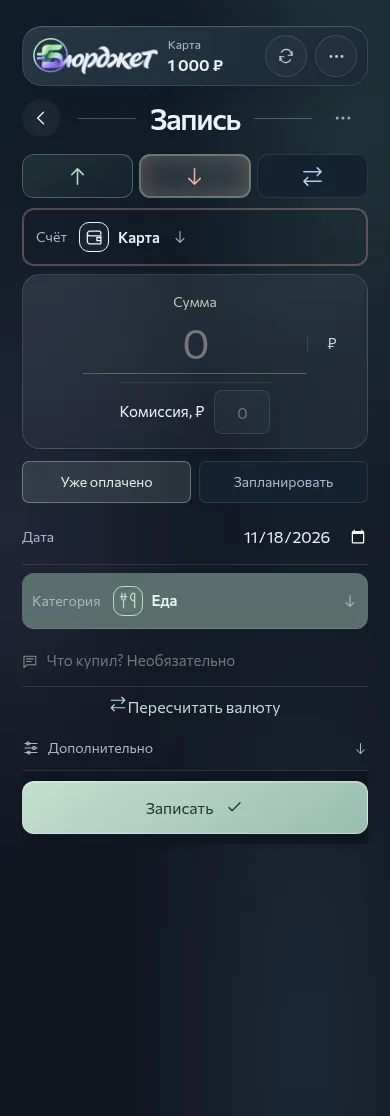 Бюрджет
Карта
1 000 ₽
Запись
Счёт Карта
Сумма
0 ₽
Комиссия, ₽ 0
Уже оплачено Запланировать
Дата 11/18/2026
Категория Еда
Что купил? Необязательно
Пересчитать валюту
Дополнительно
Записать